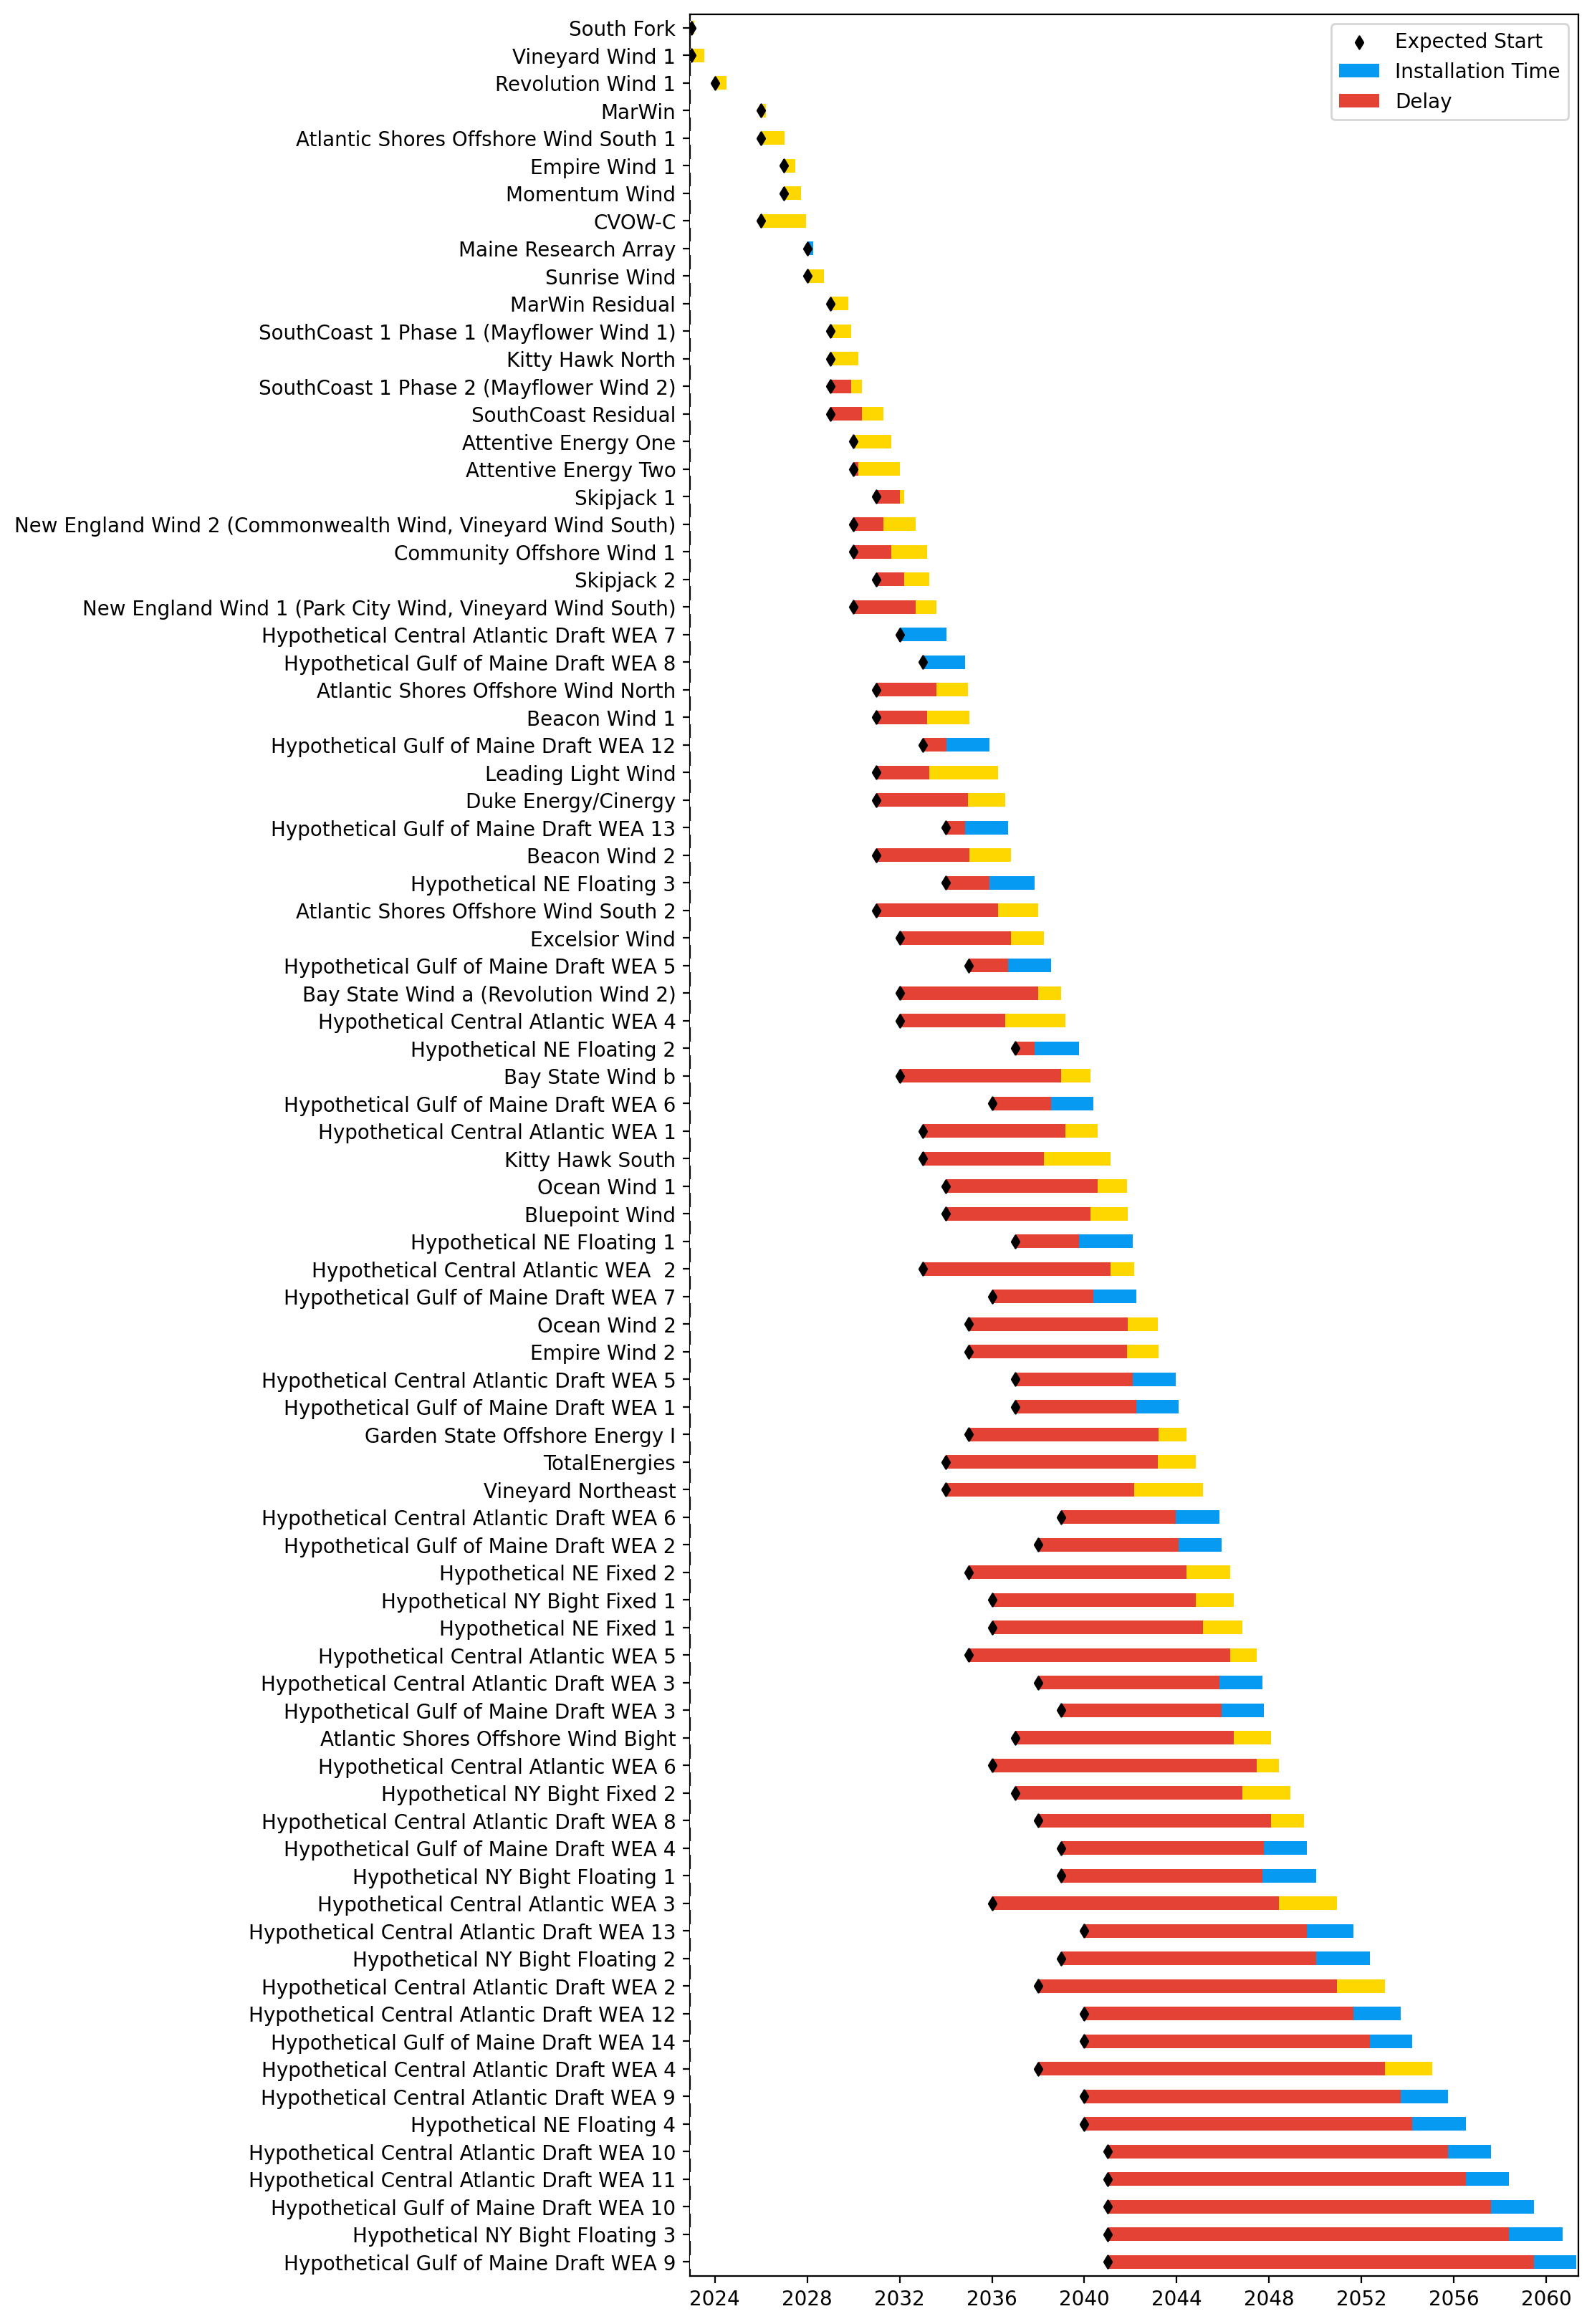 South Fork
Vineyard Wind 1
Revolution Wind 1
MarWin
Atlantic Shores Offshore Wind South 1
Empire Wind 1
Momentum Wind
CVOW-C
Maine Research Array
Sunrise Wind
MarWin Residual
SouthCoast 1 Phase 1 (Mayflower Wind 1)
Kitty Hawk North
SouthCoast 1 Phase 2 (Mayflower Wind 2)
SouthCoast Residual
Attentive Energy One
Attentive Energy Two
Skipjack 1
New England Wind 2 (Commonwealth Wind, Vineyard Wind South)
Community Offshore Wind 1
Skipjack 2
New England Wind 1 (Park City Wind, Vineyard Wind South)
Hypothetical Central Atlantic Draft WEA 7
Hypothetical Gulf of Maine Draft WEA 8
Atlantic Shores Offshore Wind North
Beacon Wind 1
Hypothetical Gulf of Maine Draft WEA 12
Leading Light Wind
Duke Energy/Cinergy
Hypothetical Gulf of Maine Draft WEA 13
Beacon Wind 2
Hypothetical NE Floating 3
Atlantic Shores Offshore Wind South 2
Excelsior Wind
Hypothetical Gulf of Maine Draft WEA 5
Bay State Wind a (Revolution Wind 2)
Hypothetical Central Atlantic WEA 4
Hypothetical NE Floating 2
Bay State Wind b
Hypothetical Gulf of Maine Draft WEA 6
Hypothetical Central Atlantic WEA 1
Kitty Hawk South
Ocean Wind 1
Bluepoint Wind
Hypothetical NE Floating 1
Hypothetical Central Atlantic WEA  2
Hypothetical Gulf of Maine Draft WEA 7
Ocean Wind 2
Empire Wind 2
Hypothetical Central Atlantic Draft WEA 5
Hypothetical Gulf of Maine Draft WEA 1
Garden State Offshore Energy I
TotalEnergies
Vineyard Northeast
Hypothetical Central Atlantic Draft WEA 6
Hypothetical Gulf of Maine Draft WEA 2
Hypothetical NE Fixed 2
Hypothetical NY Bight Fixed 1
Hypothetical NE Fixed 1
Hypothetical Central Atlantic WEA 5
Hypothetical Central Atlantic Draft WEA 3
Hypothetical Gulf of Maine Draft WEA 3
Atlantic Shores Offshore Wind Bight
Hypothetical Central Atlantic WEA 6
Hypothetical NY Bight Fixed 2
Hypothetical Central Atlantic Draft WEA 8
Hypothetical Gulf of Maine Draft WEA 4
Hypothetical NY Bight Floating 1
Hypothetical Central Atlantic WEA 3
Hypothetical Central Atlantic Draft WEA 13
Hypothetical NY Bight Floating 2
Hypothetical Central Atlantic Draft WEA 2
Hypothetical Central Atlantic Draft WEA 12
Hypothetical Gulf of Maine Draft WEA 14
Hypothetical Central Atlantic Draft WEA 4
Hypothetical Central Atlantic Draft WEA 9
Hypothetical NE Floating 4
Hypothetical Central Atlantic Draft WEA 10
Hypothetical Central Atlantic Draft WEA 11
Hypothetical Gulf of Maine Draft WEA 10
Hypothetical NY Bight Floating 3
Hypothetical Gulf of Maine Draft WEA 9
Expected Start
Installation Time
Delay
2024 2028 2032 2036 2040 2044 2048 2052 2056 2060